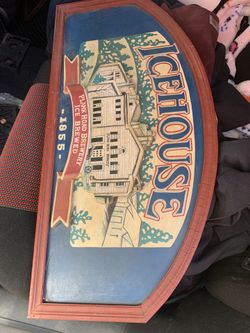 ICEHOUSE
PLANK ROAD BREWERY
ICE BREWED
-1855-